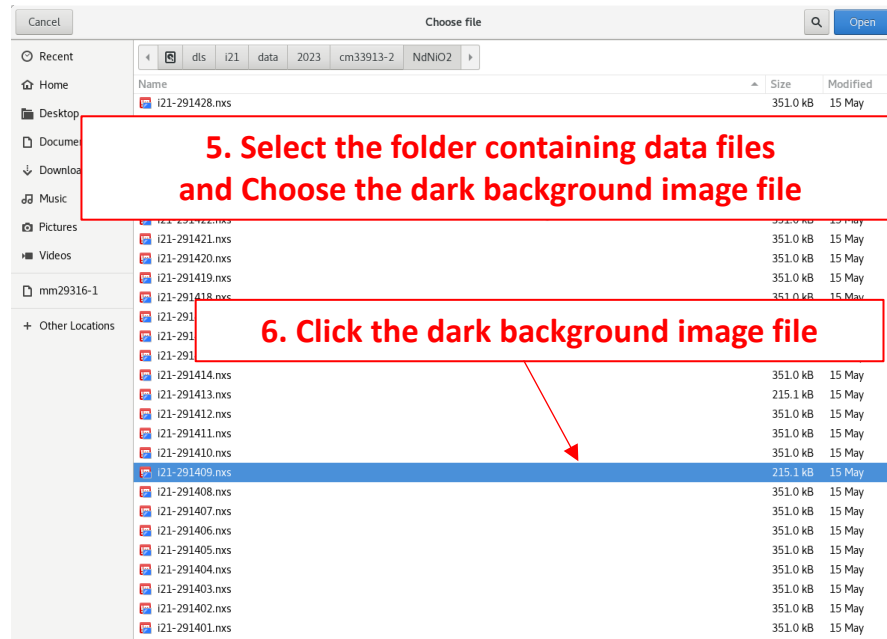 Cancel Choose file Open
Recent dls i21 data 2023 cm33913-2 NdNiO2
Home Name Size Modified
i21-291428.nxs 351.0 kB 15 May
Desktop
5. Select the folder containing data files
and Choose the dark background image file
Music
Pictures
i21-291421.nxs 351.0 kB 15 May
Videos i21-291420.nxs 351.0 kB 15 May
i21-291419.nxs 351.0 kB 15 May
mm29316-1 i21-291418.nxs 351.0 kB 15 May
+ Other Locations
6. Click the dark background image file
i21-291414.nxs 351.0 kB 15 May
i21-291413.nxs 215.1 kB 15 May
i21-291412.nxs 351.0 kB 15 May
i21-291411.nxs 351.0 kB 15 May
i21-291410.nxs 351.0 kB 15 May
i21-291409.nxs 215.1 kB 15 May
i21-291408.nxs 351.0 kB 15 May
i21-291407.nxs 351.0 kB 15 May
i21-291406.nxs 351.0 kB 15 May
i21-291405.nxs 351.0 kB 15 May
i21-291404.nxs 351.0 kB 15 May
i21-291403.nxs 351.0 kB 15 May
i21-291402.nxs 351.0 kB 15 May
i21-291401.nxs 351.0 kB 15 May